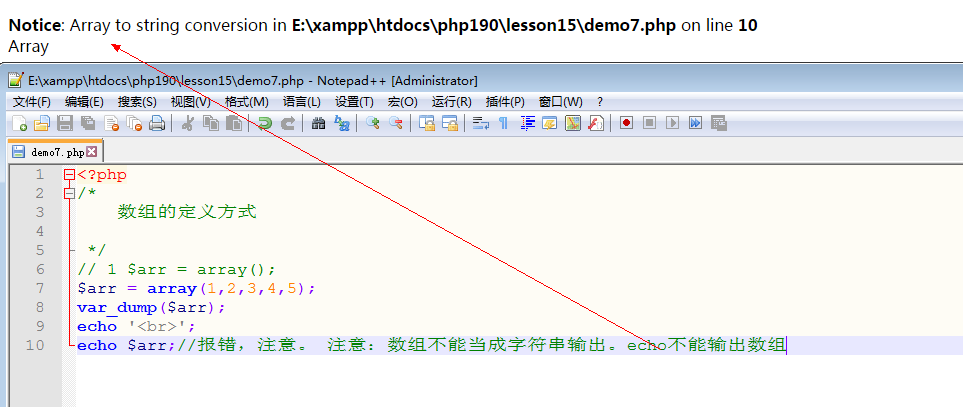 Notice: Array to string conversion in E:\xampp\htdocs\php190\lesson15\demo7.php on line 10
Array
E:\xampp\htdocs\php190\lesson15\demo7.php - Notepad++ [Administrator]
文件(F) 编辑(E) 搜索(S) 视图(V) 格式(M) 语言(L) 设置(T) 宏(O) 运行(R) 插件(P) 窗口(W) ?
demo7.php
1 <?php
2 /*
3 数组的定义方式
4
5 */
6 // 1 $arr = array();
7 $arr = array(1,2,3,4,5);
8 var_dump($arr);
9 echo '<br>';
10 echo $arr;//报错，注意。 注意：数组不能当成字符串输出。echo不能输出数组